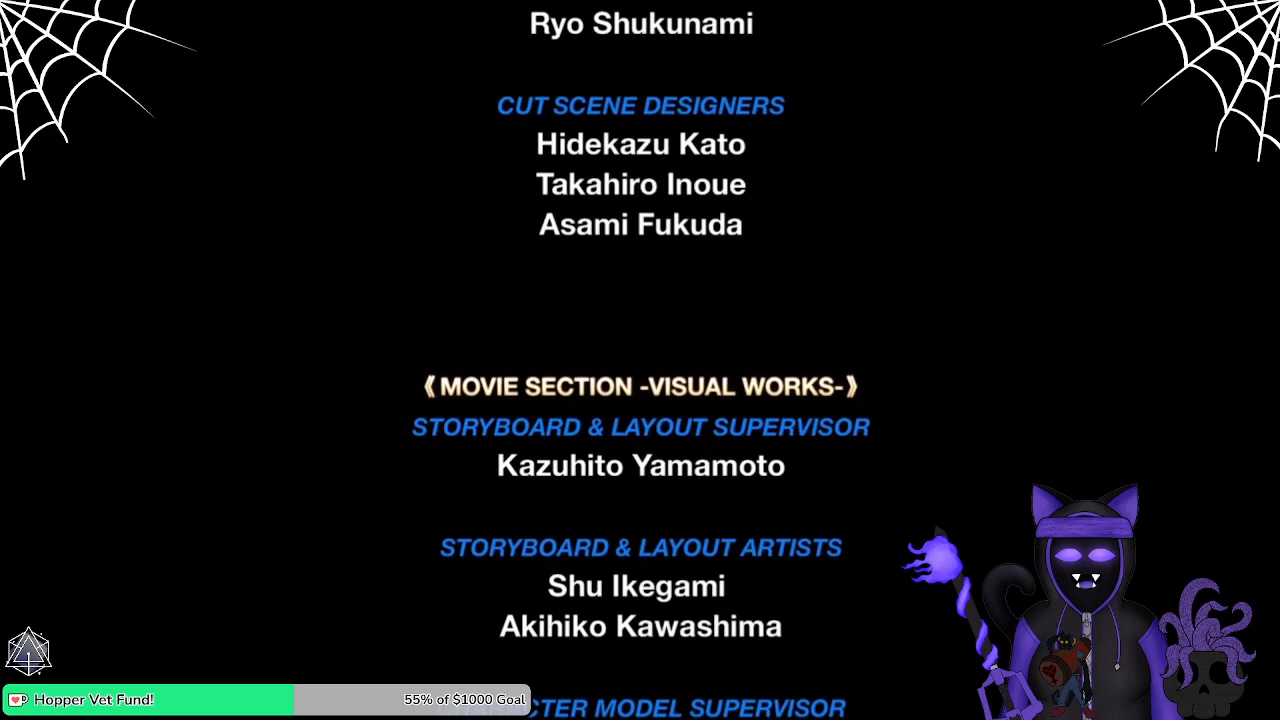 Ryo Shukunami
CUT SCENE DESIGNERS
Hidekazu Kato
Takahiro Inoue
Asami Fukuda
《MOVIE SECTION -VISUAL WORKS-》
STORYBOARD & LAYOUT SUPERVISOR
Kazuhito Yamamoto
STORYBOARD & LAYOUT ARTISTS
Shu Ikegami
Akihiko Kawashima
CTER MODEL SUPERVISOR
Hopper Vet Fund!
55% of $1000 Goal